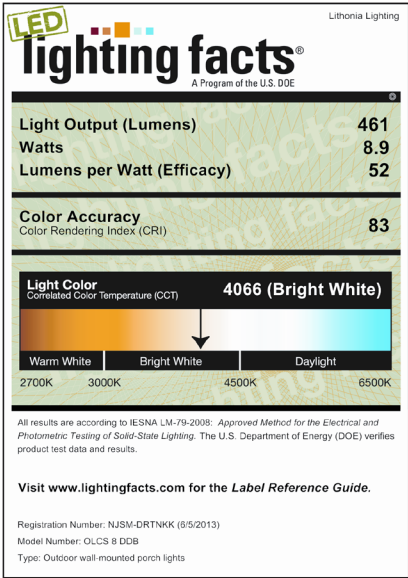 Lithonia Lighting
LED
lighting facts®
A Program of the U.S. DOE
Light Output (Lumens) 461
Watts 8.9
Lumens per Watt (Efficacy) 52
Color Accuracy
Color Rendering Index (CRI) 83
Light Color
Correlated Color Temperature (CCT) 4066 (Bright White)
Warm White Bright White Daylight
2700K 3000K 4500K 6500K
All results are according to IESNA LM-79-2008: Approved Method for the Electrical and
Photometric Testing of Solid-State Lighting. The U.S. Department of Energy (DOE) verifies
product test data and results.
Visit www.lightingfacts.com for the Label Reference Guide.
Registration Number: NJSM-DRTNKK (6/5/2013)
Model Number: OLCS 8 DDB
Type: Outdoor wall-mounted porch lights